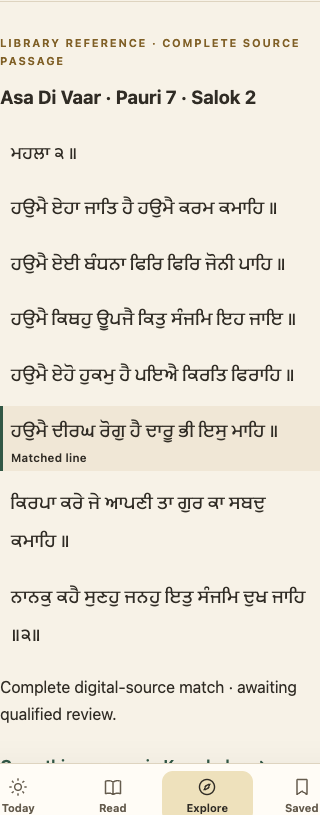 LIBRARY REFERENCE · COMPLETE SOURCE
PASSAGE
Asa Di Vaar · Pauri 7 · Salok 2
ਮਹਲਾ ੨ ॥
ਹਉਮੈ ਏਹਾ ਜਾਤਿ ਹੈ ਹਉਮੈ ਕਰਮ ਕਮਾਹਿ ॥
ਹਉਮੈ ਏਈ ਬੰਧਨਾ ਫਿਰਿ ਫਿਰਿ ਜੋਨੀ ਪਾਹਿ ॥
ਹਉਮੈ ਕਿਥਹੁ ਊਪਜੈ ਕਿਤੁ ਸੰਜਮਿ ਇਹ ਜਾਇ ॥
ਹਉਮੈ ਏਹੋ ਹੁਕਮੁ ਹੈ ਪਇਐ ਕਿਰਤਿ ਫਿਰਾਹਿ ॥
ਹਉਮੈ ਦੀਰਘ ਰੋਗੁ ਹੈ ਦਾਰੂ ਭੀ ਇਸੁ ਮਾਹਿ ॥
Matched line
ਕਿਰਪਾ ਕਰੇ ਜੇ ਆਪਣੀ ਤਾ ਗੁਰ ਕਾ ਸਬਦੁ
ਕਮਾਹਿ ॥
ਨਾਨਕੁ ਕਹੈ ਸੁਣਹੁ ਜਨਹੁ ਇਤੁ ਸੰਜਮਿ ਦੁਖ ਜਾਹਿ
॥੨॥
Complete digital-source match · awaiting
qualified review.
Today
Read
Explore
Saved